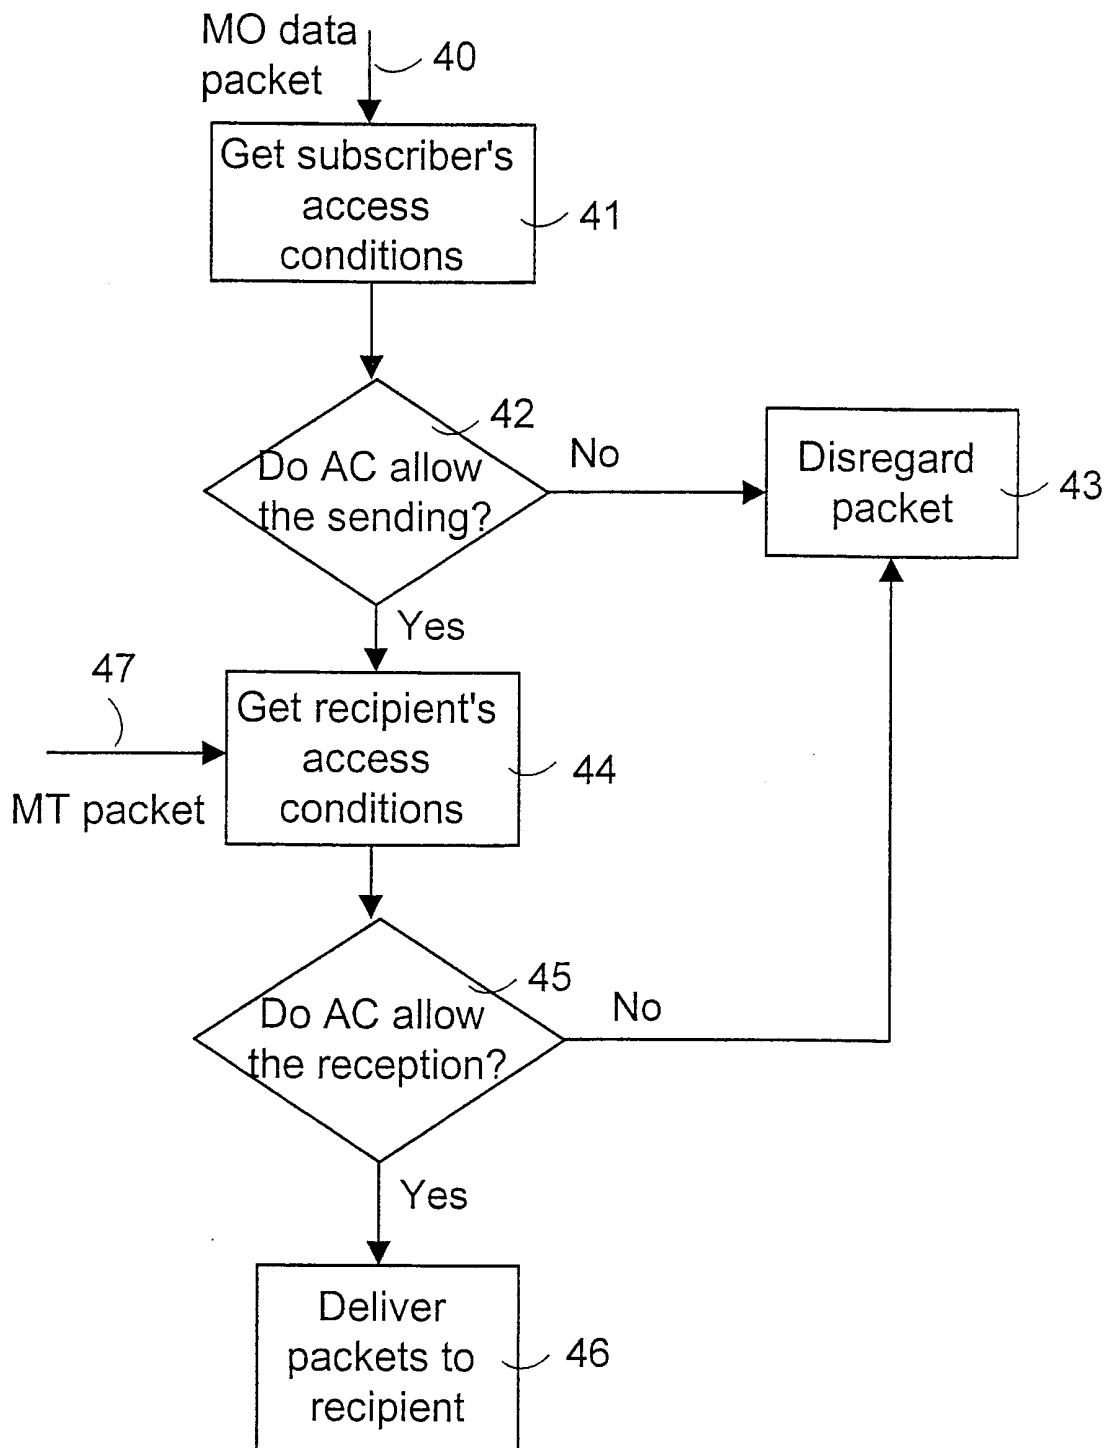 MO data
packet
40
Get subscriber's
access
conditions
41
42
Do AC allow
the sending?
No
Disregard
packet
43
Yes
47
MT packet
Get recipient's
access
conditions
44
45
Do AC allow
the reception?
No
Yes
Deliver
packets to
recipient
46